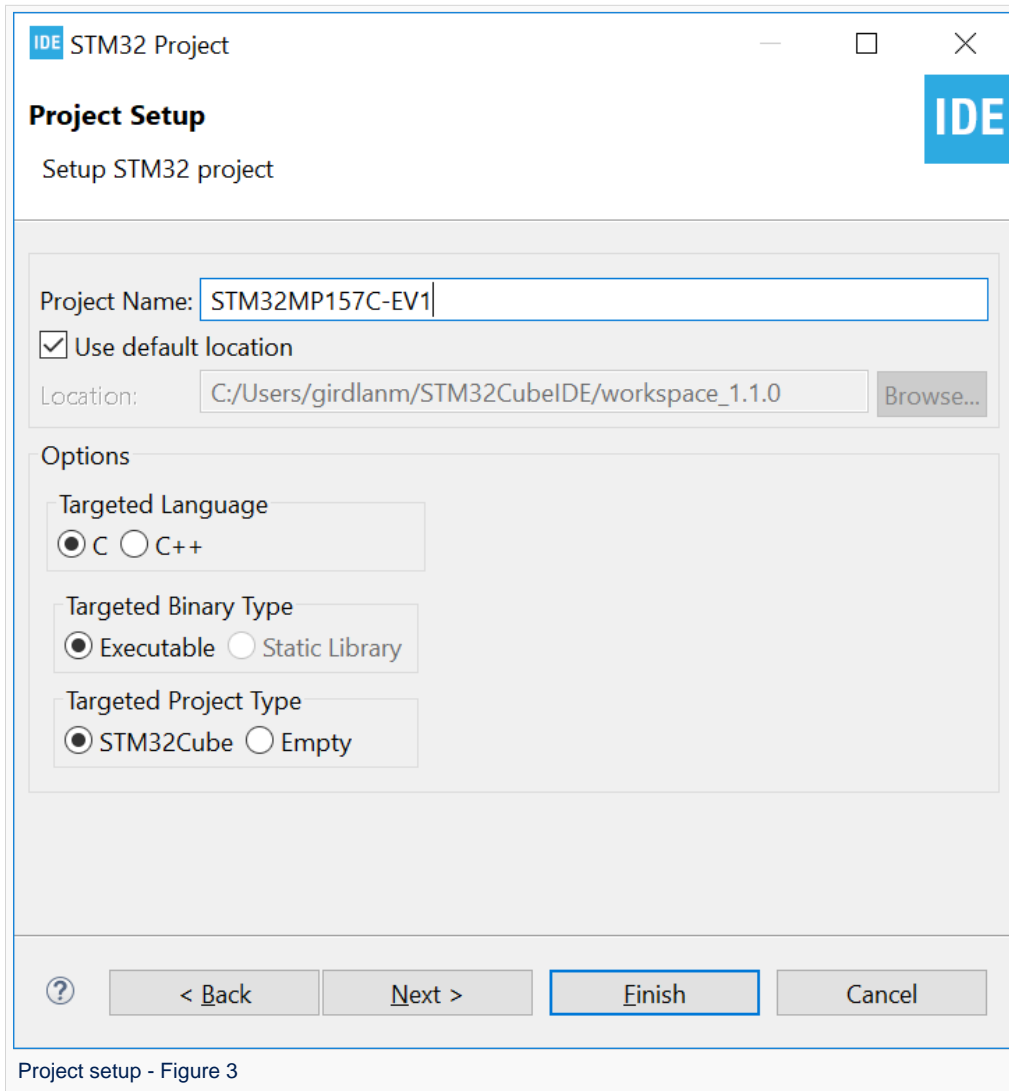 IDE STM32 Project
Project Setup
IDE
Setup STM32 project
Project Name: STM32MP157C-EV1
Use default location
Location: C:/Users/girdlanm/STM32CubeIDE/workspace_1.1.0 Browse...
Options
Targeted Language
C C++
Targeted Binary Type
Executable Static Library
Targeted Project Type
STM32Cube Empty
? < Back Next > Finish Cancel
Project setup - Figure 3